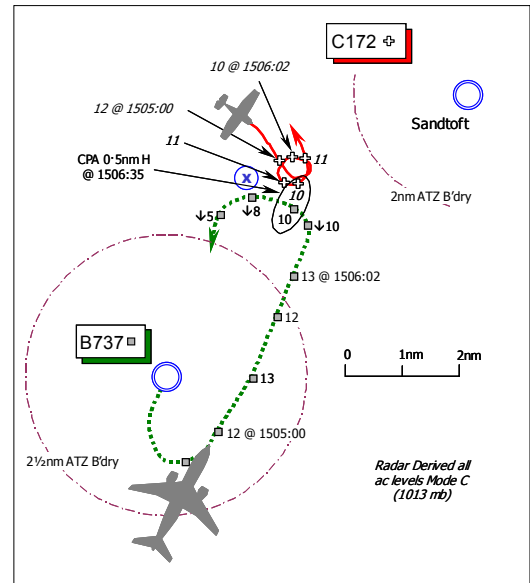 C172
10 @ 1506:02
12 @ 1505:00
Sandtoft
11
11
CPA 0·5nm H
@ 1506:35
X
10
2nm ATZ B'dry
↓5
↓8
10
↓10
13 @ 1506:02
12
B737
0 1nm 2nm
13
12 @ 1505:00
2½nm ATZ B'dry
Radar Derived all
ac levels Mode C
(1013 mb)